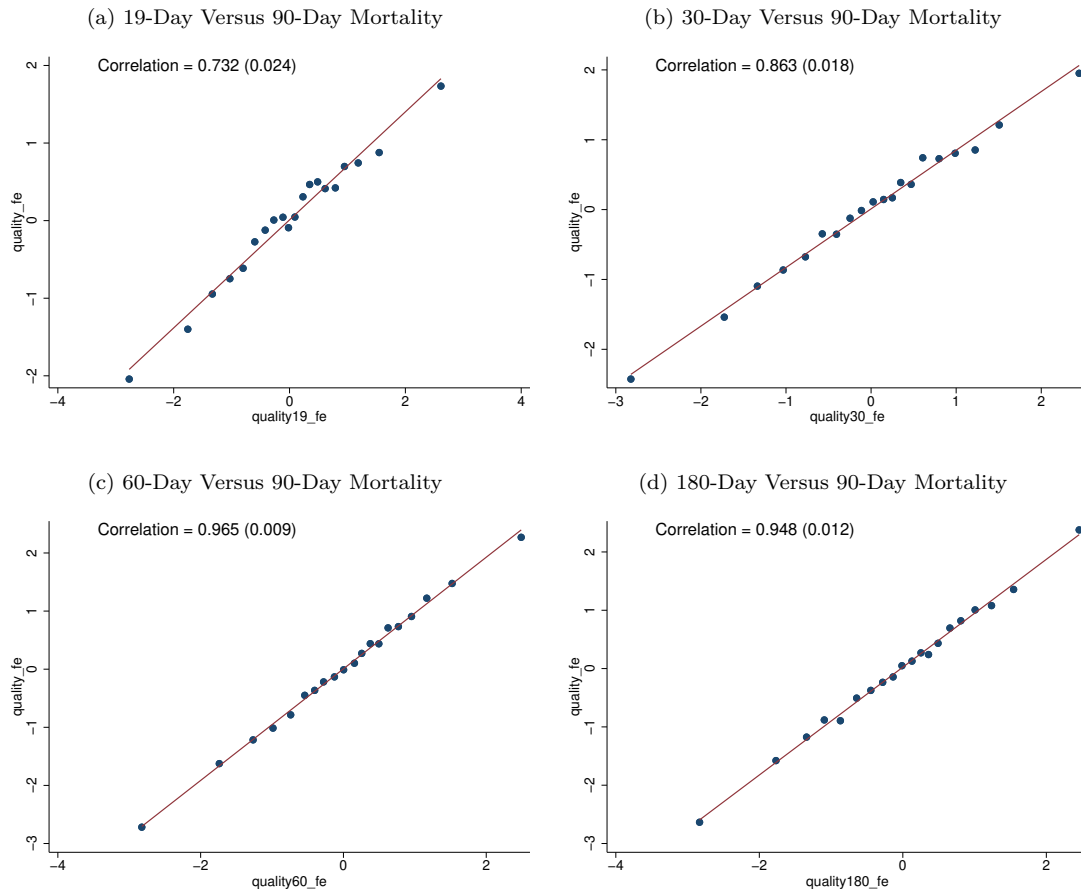 (a) 19-Day Versus 90-Day Mortality
Correlation = 0.732 (0.024)
quality_fe
2
1
0
−1
−2
−4
−2
0
2
4
quality19_fe
(b) 30-Day Versus 90-Day Mortality
Correlation = 0.863 (0.018)
quality_fe
2
1
0
−1
−2
−3
−2
−1
0
1
2
quality30_fe
(c) 60-Day Versus 90-Day Mortality
Correlation = 0.965 (0.009)
quality_fe
2
1
0
−1
−2
−3
−4
−2
0
2
quality60_fe
(d) 180-Day Versus 90-Day Mortality
Correlation = 0.948 (0.012)
quality_fe
2
1
0
−1
−2
−3
−4
−2
0
2
quality180_fe